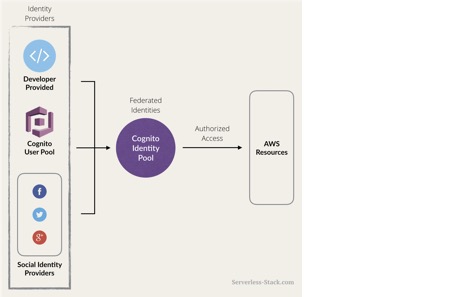 Identity
Providers
</>
Developer
Provided
Cognito
User Pool
f
g+
Social Identity
Providers
Federated
Identities
Cognito
Identity
Pool
Authorized
Access
AWS
Resources
Serverless-Stack.com